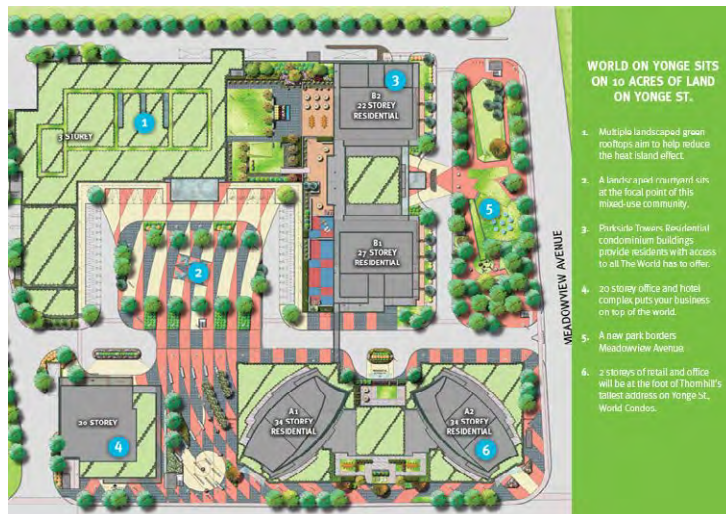 WORLD ON YONGE SITS
ON 10 ACRES OF LAND
ON YONGE ST.
1. Multiple landscaped green
rooftops aim to help reduce
the heat island effect.
2. A landscaped courtyard sits
at the focal point of this
mixed-use community.
3. Parkside Towers Residential
condominium buildings
provide residents with access
to all The World has to offer.
4. 20 storey office and hotel
complex puts your business
on top of the world.
5. A new park borders
Meadowview Avenue
6. 2 storeys of retail and office
will be at the foot of Thornhill's
tallest address on Yonge St.,
World Condos.
3 STOREY
1
3
B2
22 STOREY
RESIDENTIAL
2
B1
27 STOREY
RESIDENTIAL
5
MEADOWVIEW AVENUE
20 STOREY
4
A1
34 STOREY
RESIDENTIAL
A2
31 STOREY
RESIDENTIAL
6